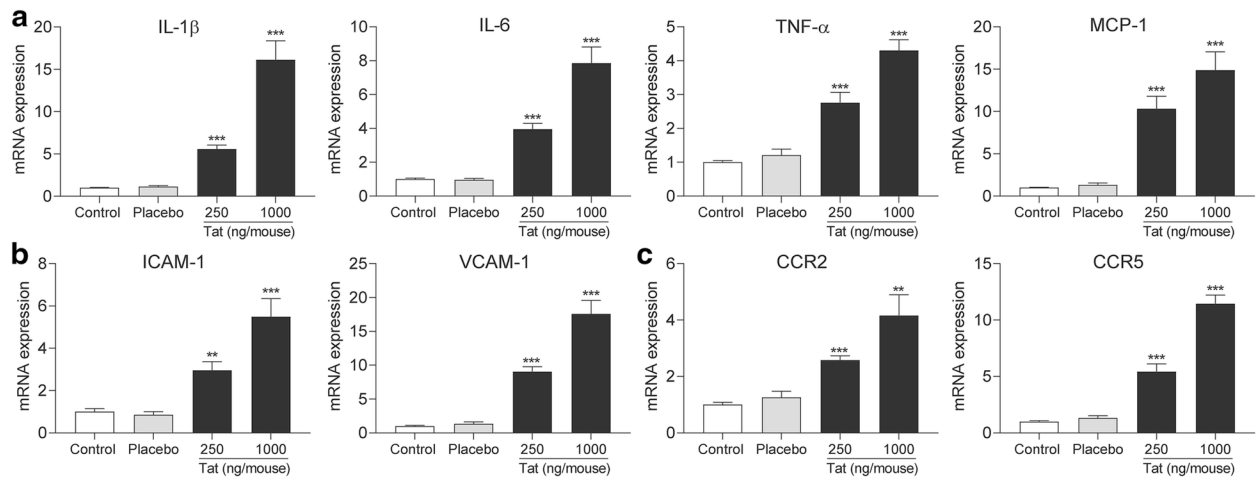 a
IL-1β
mRNA expression
20
15
10
5
0
***
***
Control
Placebo
250
1000
Tat (ng/mouse)
IL-6
mRNA expression
10
8
6
4
2
0
***
***
Control
Placebo
250
1000
Tat (ng/mouse)
TNF-α
mRNA expression
5
4
3
2
1
0
***
***
Control
Placebo
250
1000
Tat (ng/mouse)
MCP-1
mRNA expression
20
15
10
5
0
***
***
Control
Placebo
250
1000
Tat (ng/mouse)
b
ICAM-1
mRNA expression
8
6
4
2
0
**
***
Control
Placebo
250
1000
Tat (ng/mouse)
VCAM-1
mRNA expression
25
20
15
10
5
0
***
***
Control
Placebo
250
1000
Tat (ng/mouse)
c
CCR2
mRNA expression
6
4
2
0
***
**
Control
Placebo
250
1000
Tat (ng/mouse)
CCR5
mRNA expression
15
10
5
0
***
***
Control
Placebo
250
1000
Tat (ng/mouse)